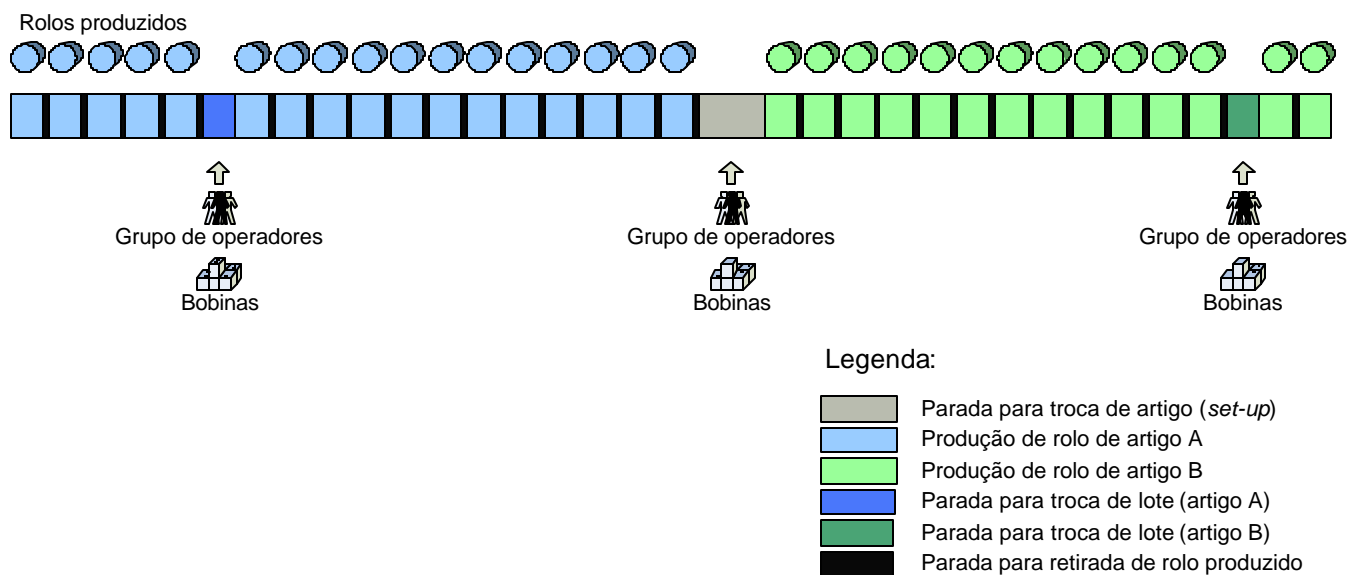 Rolos produzidos
Grupo de operadores
Bobinas
Grupo de operadores
Bobinas
Grupo de operadores
Bobinas
Legenda:
Parada para troca de artigo (set-up)
Produção de rolo de artigo A
Produção de rolo de artigo B
Parada para troca de lote (artigo A)
Parada para troca de lote (artigo B)
Parada para retirada de rolo produzido